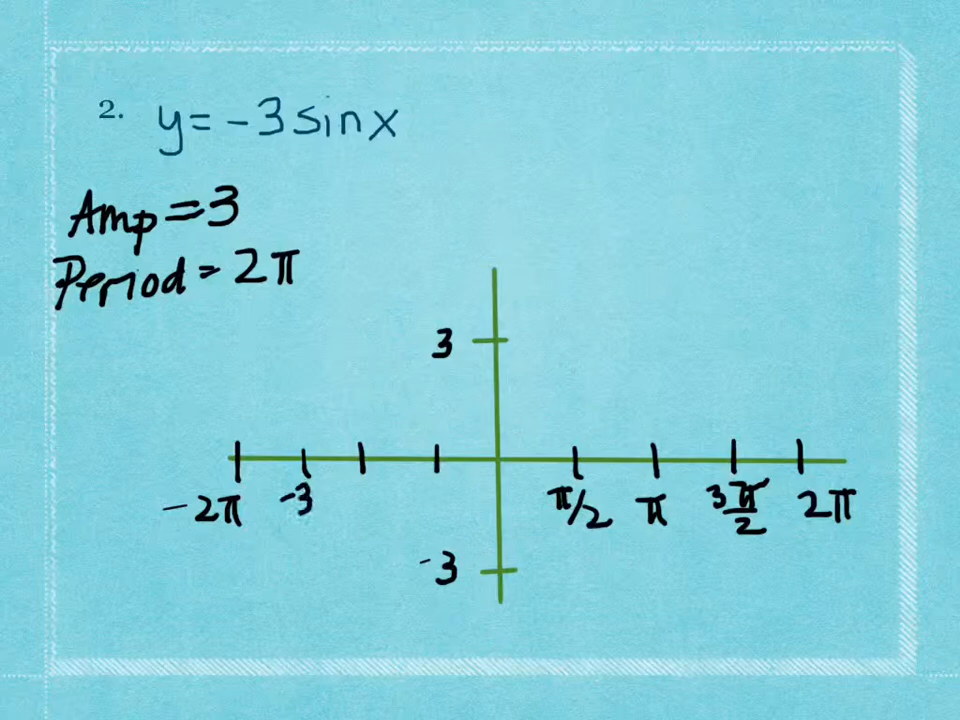 2. y = -3 sin x
Amp = 3
Period = 2π
3
-2π -3 π/2 π 3π/2 2π
-3